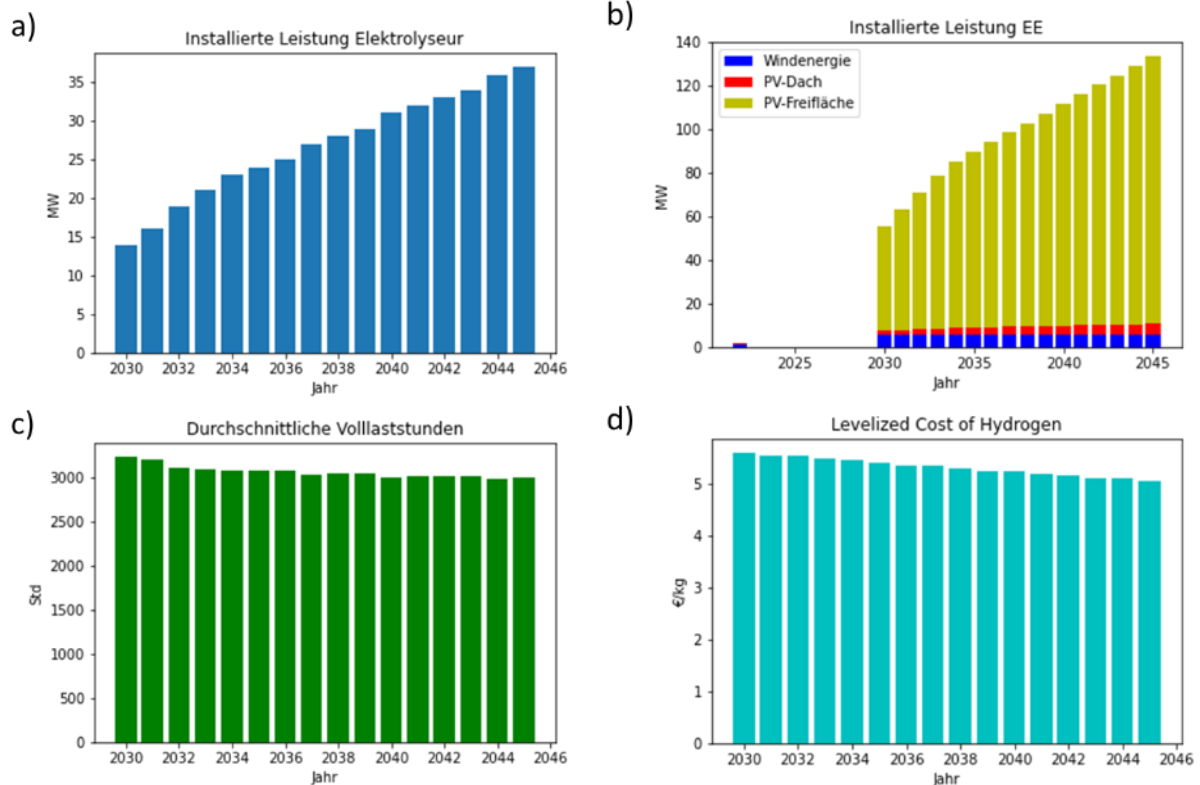 a)
Installierte Leistung Elektrolyseur
MW
35
30
25
20
15
10
5
0
2030 2032 2034 2036 2038 2040 2042 2044 2046
Jahr
b)
Installierte Leistung EE
MW
140
120
100
80
60
40
20
0
Windenergie
PV-Dach
PV-Freifläche
2025 2030 2035 2040 2045
Jahr
c)
Durchschnittliche Volllaststunden
Std
3000
2500
2000
1500
1000
500
0
2030 2032 2034 2036 2038 2040 2042 2044 2046
Jahr
d)
Levelized Cost of Hydrogen
€/kg
5
4
3
2
1
0
2030 2032 2034 2036 2038 2040 2042 2044 2046
Jahr